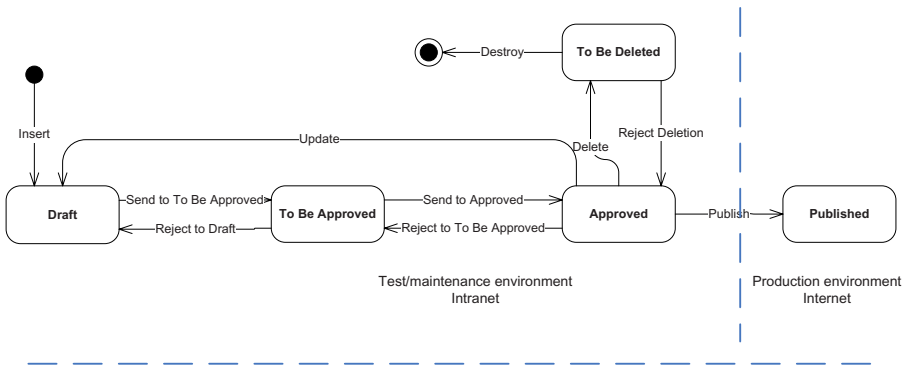 Destroy
To Be Deleted
Insert
Update
Delete
Reject Deletion
Draft
Send to To Be Approved
Reject to Draft
To Be Approved
Send to Approved
Reject to To Be Approved
Approved
Publish
Published
Test/maintenance environment
Intranet
Production environment
Internet